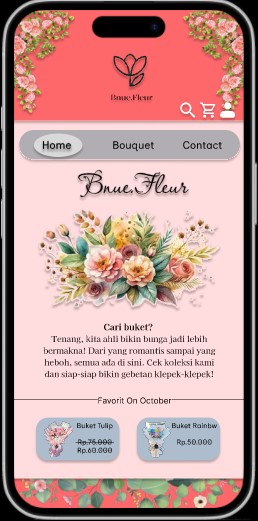 Bnue.Fleur
Home Bouquet Contact
Bnue.Fleur
Cari buket?
Tenang, kita ahli bikin bunga jadi lebih
bermakna! Dari yang romantis sampai yang
heboh, semua ada di sini. Cek koleksi kami
dan siap-siap bikin gebetan klepek-klepek!
Favorit On October
Buket Tulip
Rp.75.000
Rp.60.000
Buket Rainbw
Rp.50.000